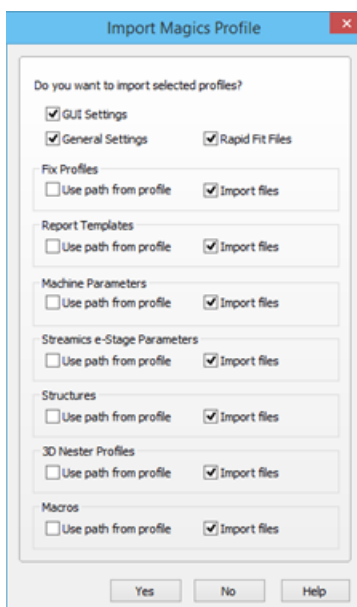 Import Magics Profile
Do you want to import selected profiles?
GUI Settings
General Settings Rapid Fit Files
Fix Profiles
Use path from profile Import files
Report Templates
Use path from profile Import files
Machine Parameters
Use path from profile Import files
Streamics e-Stage Parameters
Use path from profile Import files
Structures
Use path from profile Import files
3D Nester Profiles
Use path from profile Import files
Macros
Use path from profile Import files
Yes No Help